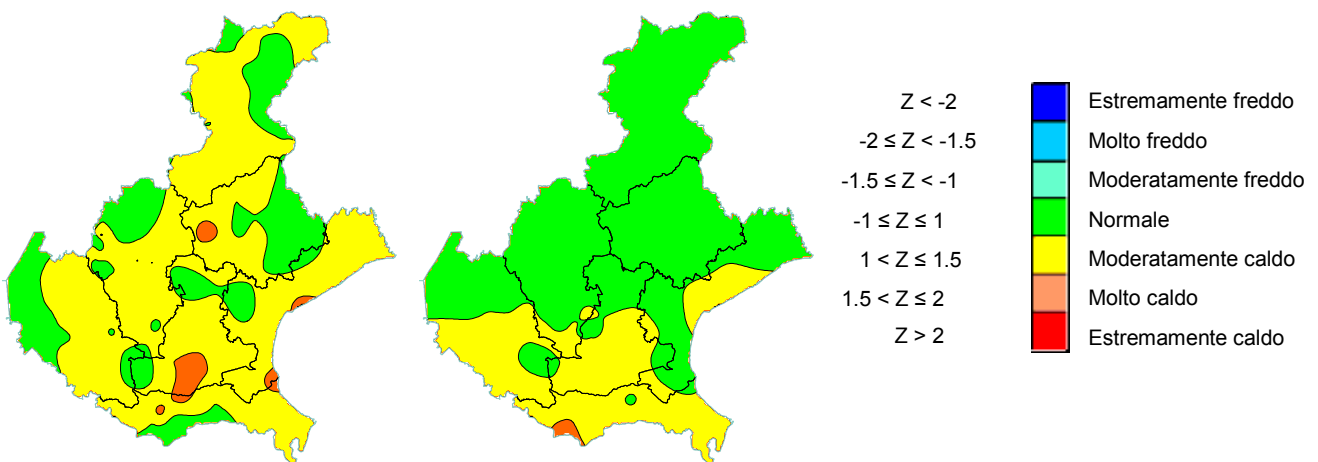 Z < -2 Estremamente freddo
-2 ≤ Z < -1.5 Molto freddo
-1.5 ≤ Z < -1 Moderatamente freddo
-1 ≤ Z ≤ 1 Normale
1 < Z ≤ 1.5 Moderatamente caldo
1.5 < Z ≤ 2 Molto caldo
Z > 2 Estremamente caldo